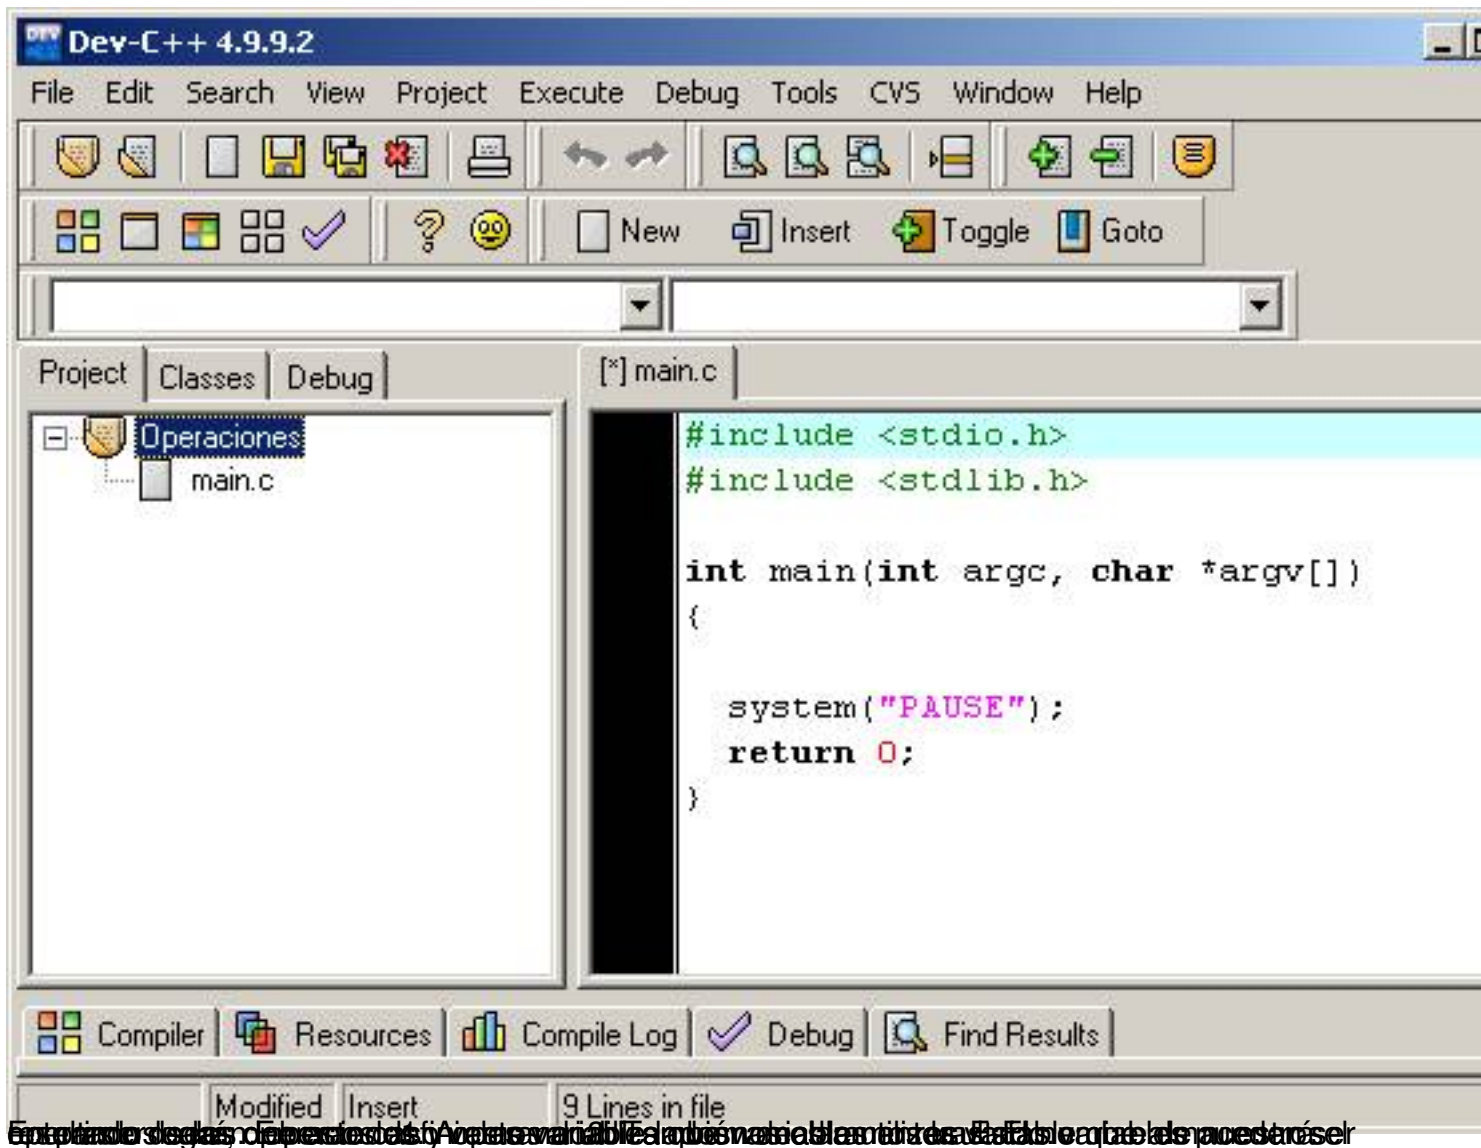 Dev-C++ 4.9.9.2
File Edit Search View Project Execute Debug Tools CVS Window Help
New Insert Toggle Goto
Project Classes Debug
[*] main.c
Operaciones
main.c
#include <stdio.h>
#include <stdlib.h>
int main(int argc, char *argv[])
{
system("PAUSE");
return 0;
}
Compiler Resources Compile Log Debug Find Results
Modified Insert 9 Lines in file